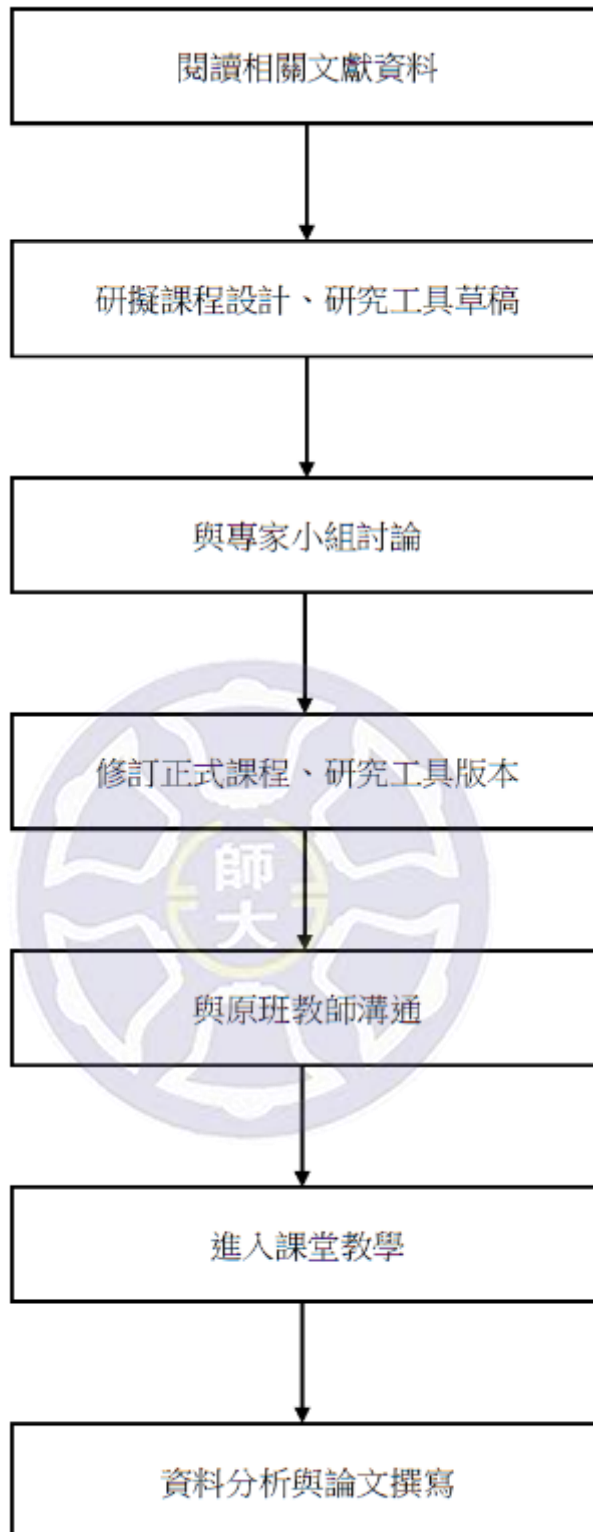 閱讀相關文獻資料
研擬課程設計、研究工具草稿
與專家小組討論
修訂正式課程、研究工具版本
師
大
與原班教師溝通
進入課堂教學
資料分析與論文撰寫